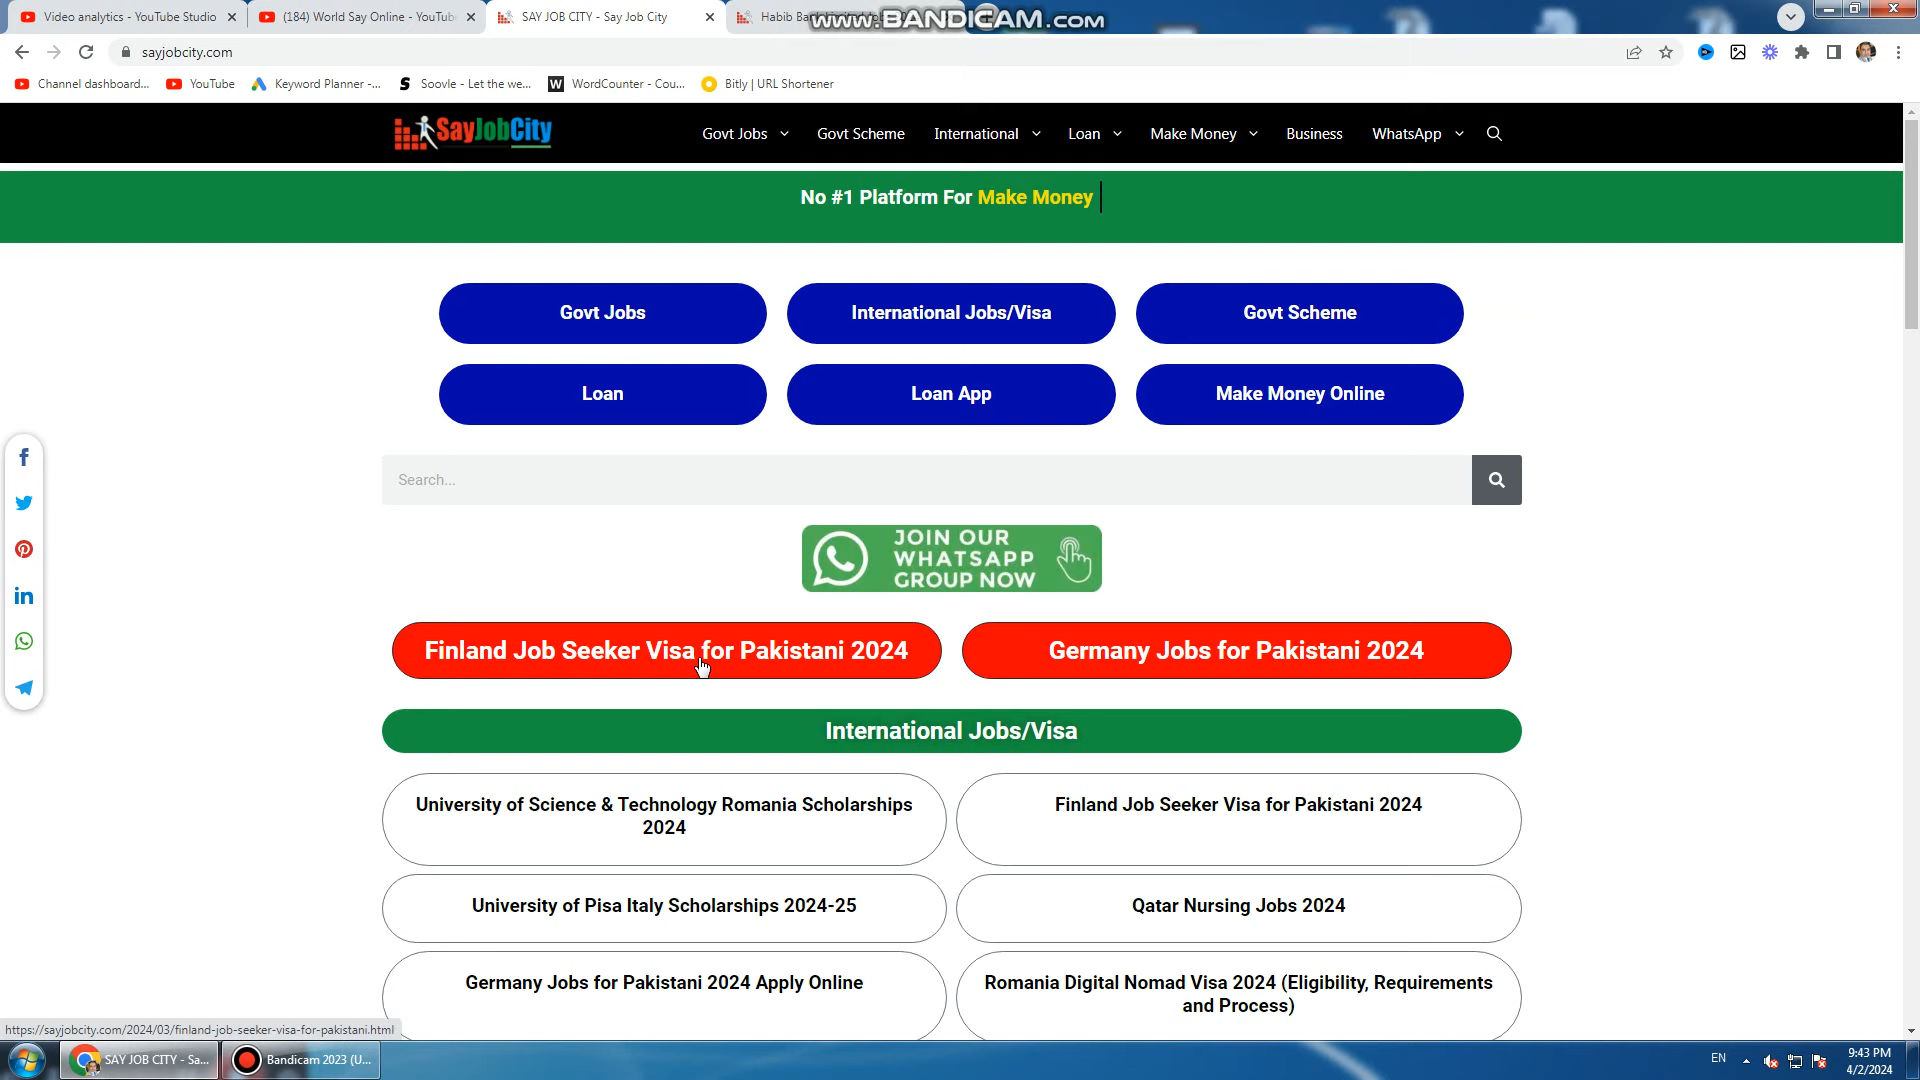 Video analytics - YouTube Studio
(184) World Say Online - YouTube
SAY JOB CITY - Say Job City
WWW.BANDICAM.COM
sayjobcity.com
Channel dashboard...
YouTube
Keyword Planner -...
Soovle - Let the we...
WordCounter - Cou...
Bitly | URL Shortener
SayJobCity
Govt Jobs
Govt Scheme
International
Loan
Make Money
Business
WhatsApp
No #1 Platform For Make Money
Govt Jobs
International Jobs/Visa
Govt Scheme
Loan
Loan App
Make Money Online
Search...
JOIN OUR
WHATSAPP
GROUP NOW
Finland Job Seeker Visa for Pakistani 2024
Germany Jobs for Pakistani 2024
International Jobs/Visa
University of Science & Technology Romania Scholarships
2024
Finland Job Seeker Visa for Pakistani 2024
University of Pisa Italy Scholarships 2024-25
Qatar Nursing Jobs 2024
Germany Jobs for Pakistani 2024 Apply Online
Romania Digital Nomad Visa 2024 (Eligibility, Requirements
and Process)
https://sayjobcity.com/2024/03/finland-job-seeker-visa-for-pakistani.html
SAY JOB CITY - Sa...
Bandicam 2023 (U...
EN
9:43 PM
4/2/2024